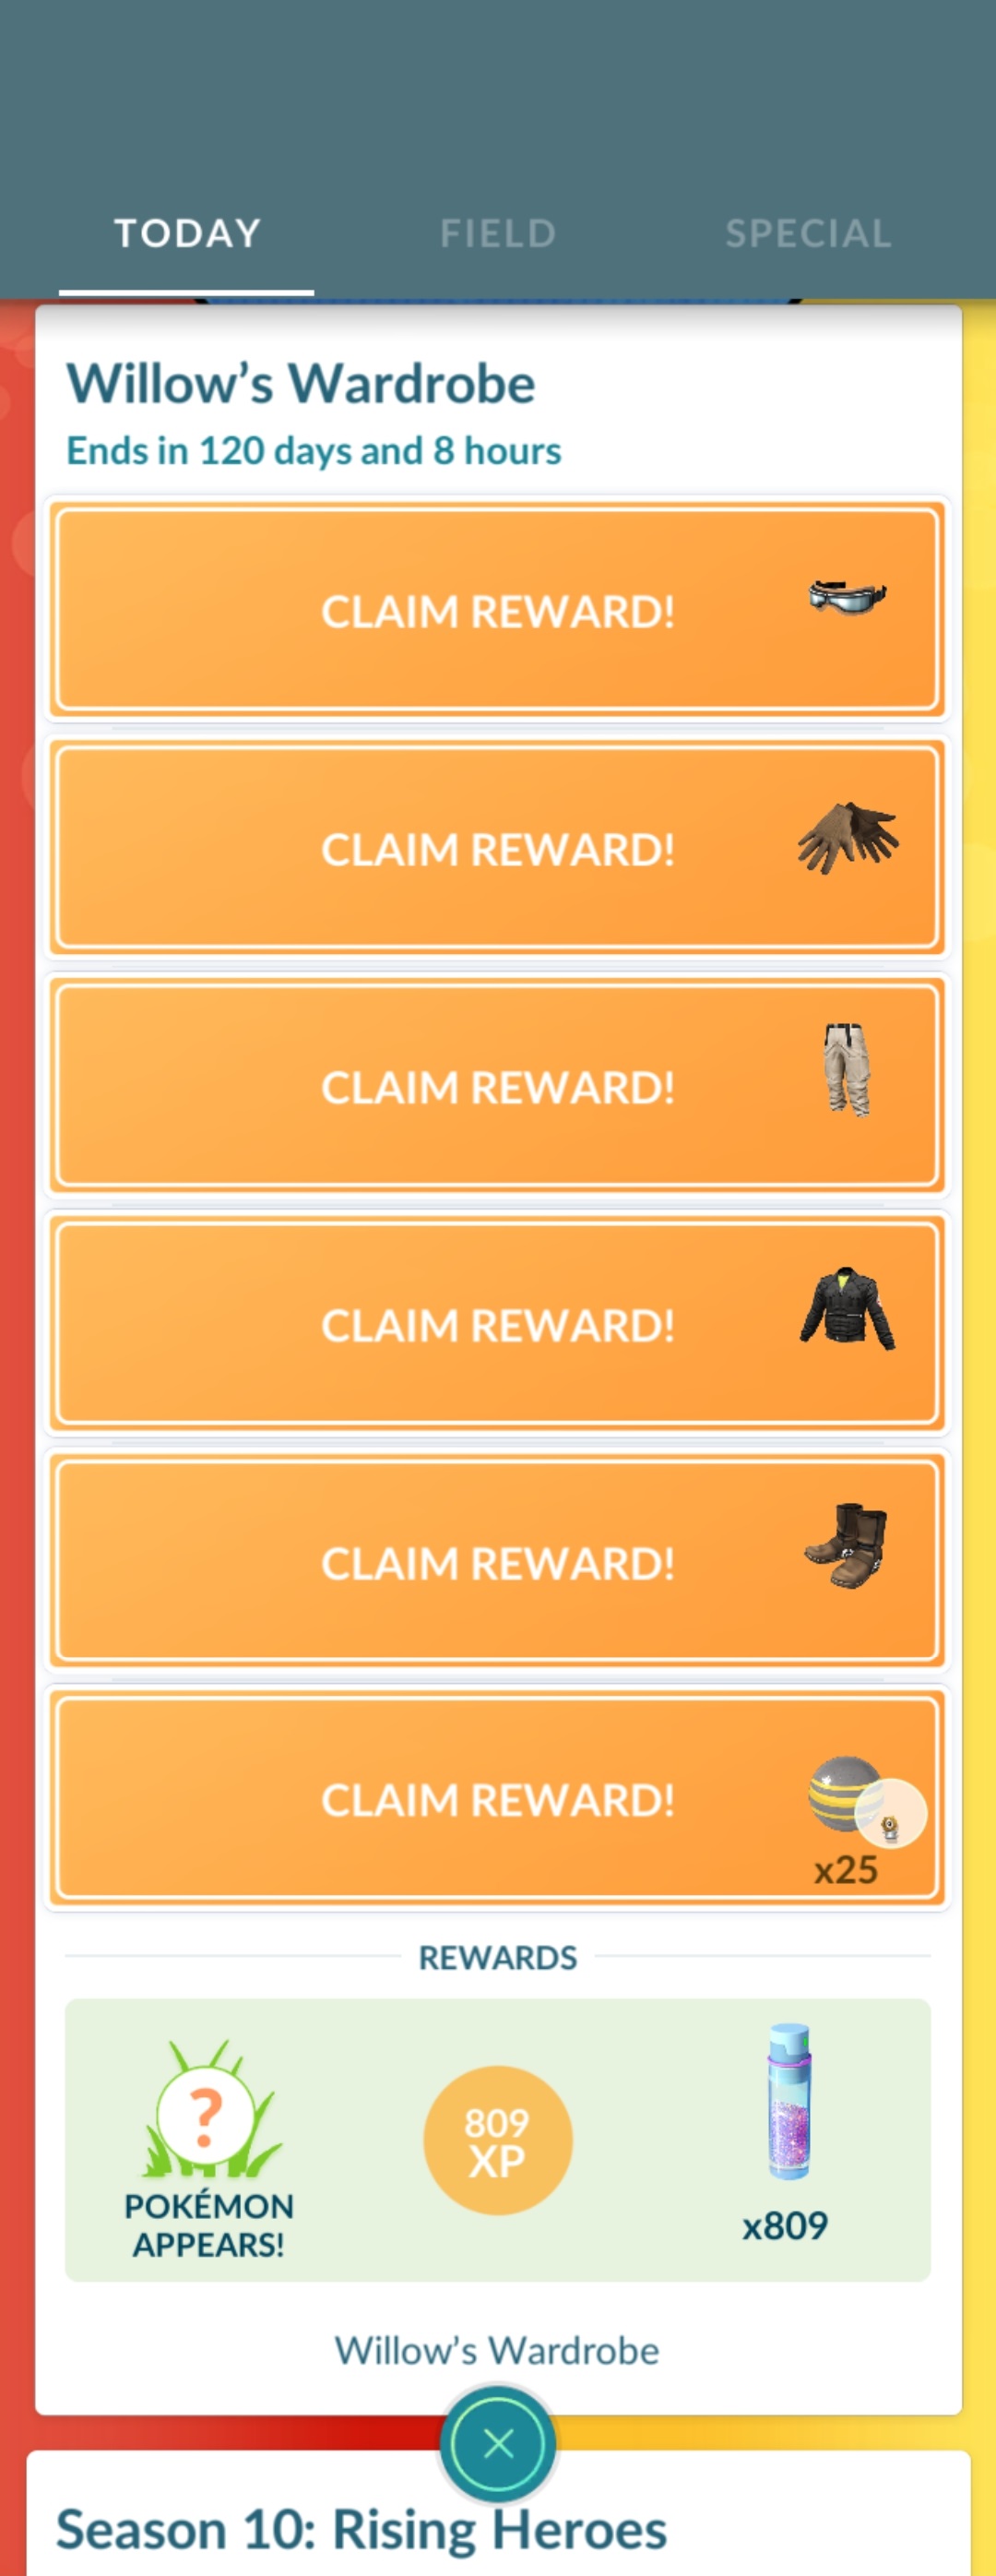 TODAY
FIELD
SPECIAL
Willow’s Wardrobe
Ends in 120 days and 8 hours
CLAIM REWARD!
CLAIM REWARD!
CLAIM REWARD!
CLAIM REWARD!
CLAIM REWARD!
CLAIM REWARD!
x25
REWARDS
?
POKÉMON
APPEARS!
809
XP
x809
Willow’s Wardrobe
Season 10: Rising Heroes